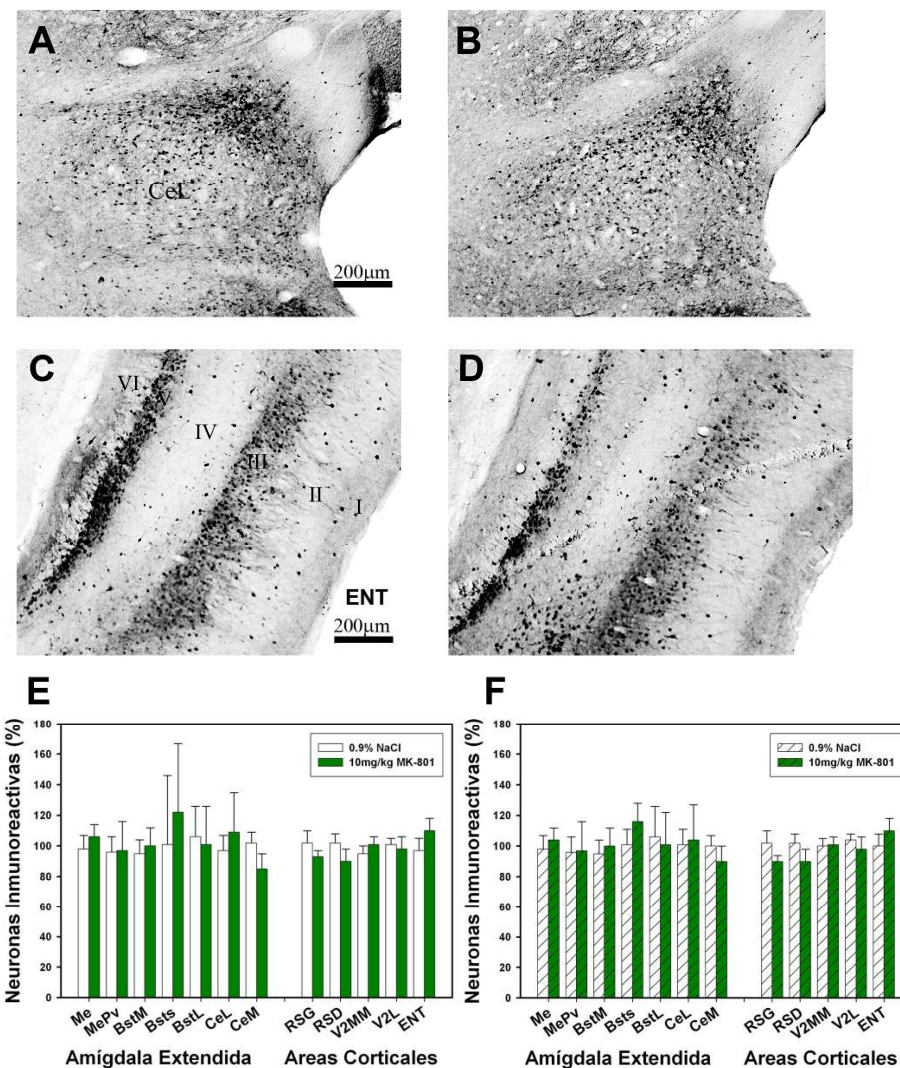 A
B
CeL
200µm
C
D
VI
V
IV
III
II
I
ENT
200µm
E
F
Neuronas Inmunoreactivas (%)
180
160
140
120
100
80
60
40
20
0
0.9% NaCl
10mg/kg MK-801
Me
MePv
BstM
Bsts
BstL
CeL
CeM
RSG
RSD
V2MM
V2L
ENT
Amígdala Extendida
Areas Corticales
Neuronas Inmunoreactivas (%)
180
160
140
120
100
80
60
40
20
0
0.9% NaCl
10mg/kg MK-801
Me
MePv
BstM
Bsts
BstL
CeL
CeM
RSG
RSD
V2MM
V2L
ENT
Amígdala Extendida
Areas Corticales